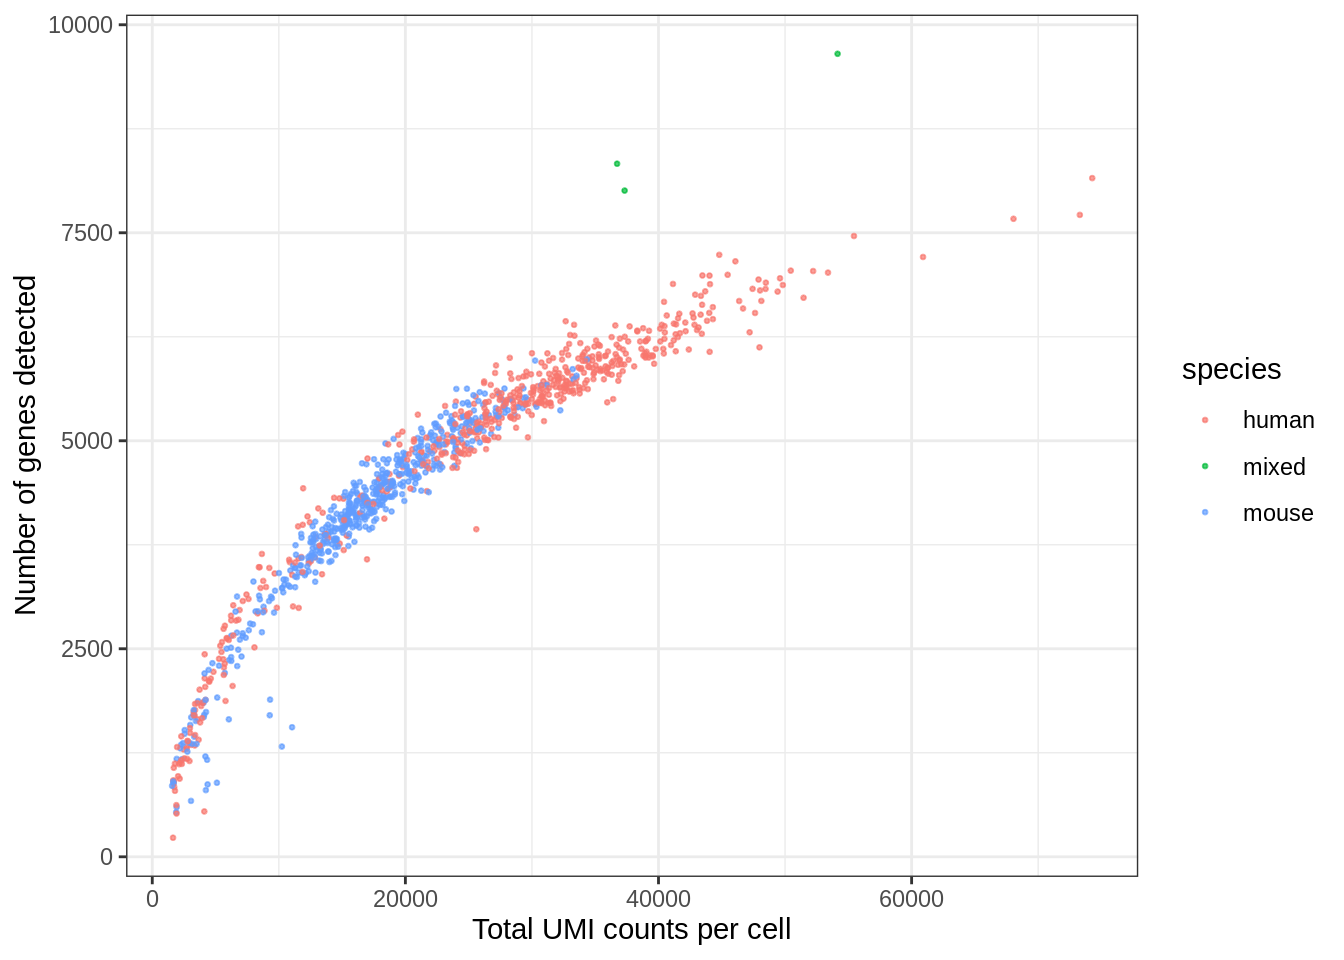 10000
7500
5000
2500
0
Number of genes detected
0
20000
40000
60000
Total UMI counts per cell
species
human
mixed
mouse